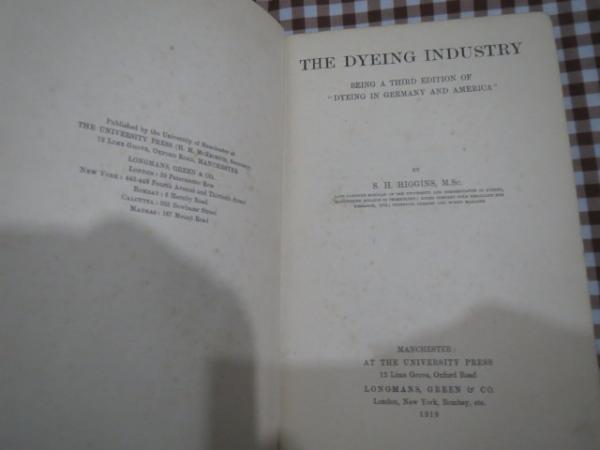 Published by the University of Manchester at
THE UNIVERSITY PRESS (H. M. McKechnie, Secretary)
12 Lime Grove, Oxford Road, MANCHESTER
LONGMANS, GREEN & CO.
London: 39 Paternoster Row
New York: 443-449 Fourth Avenue and Thirtieth Street
Bombay: 8 Hornby Road
Calcutta: 303 Bowbazar Street
Madras: 167 Mount Road
THE DYEING INDUSTRY
BEING A THIRD EDITION OF
"DYEING IN GERMANY AND AMERICA"
BY
S. H. HIGGINS, M.Sc.
MANCHESTER:
AT THE UNIVERSITY PRESS
12 Lime Grove, Oxford Road
LONGMANS, GREEN & CO.
London, New York, Bombay, etc.
1919